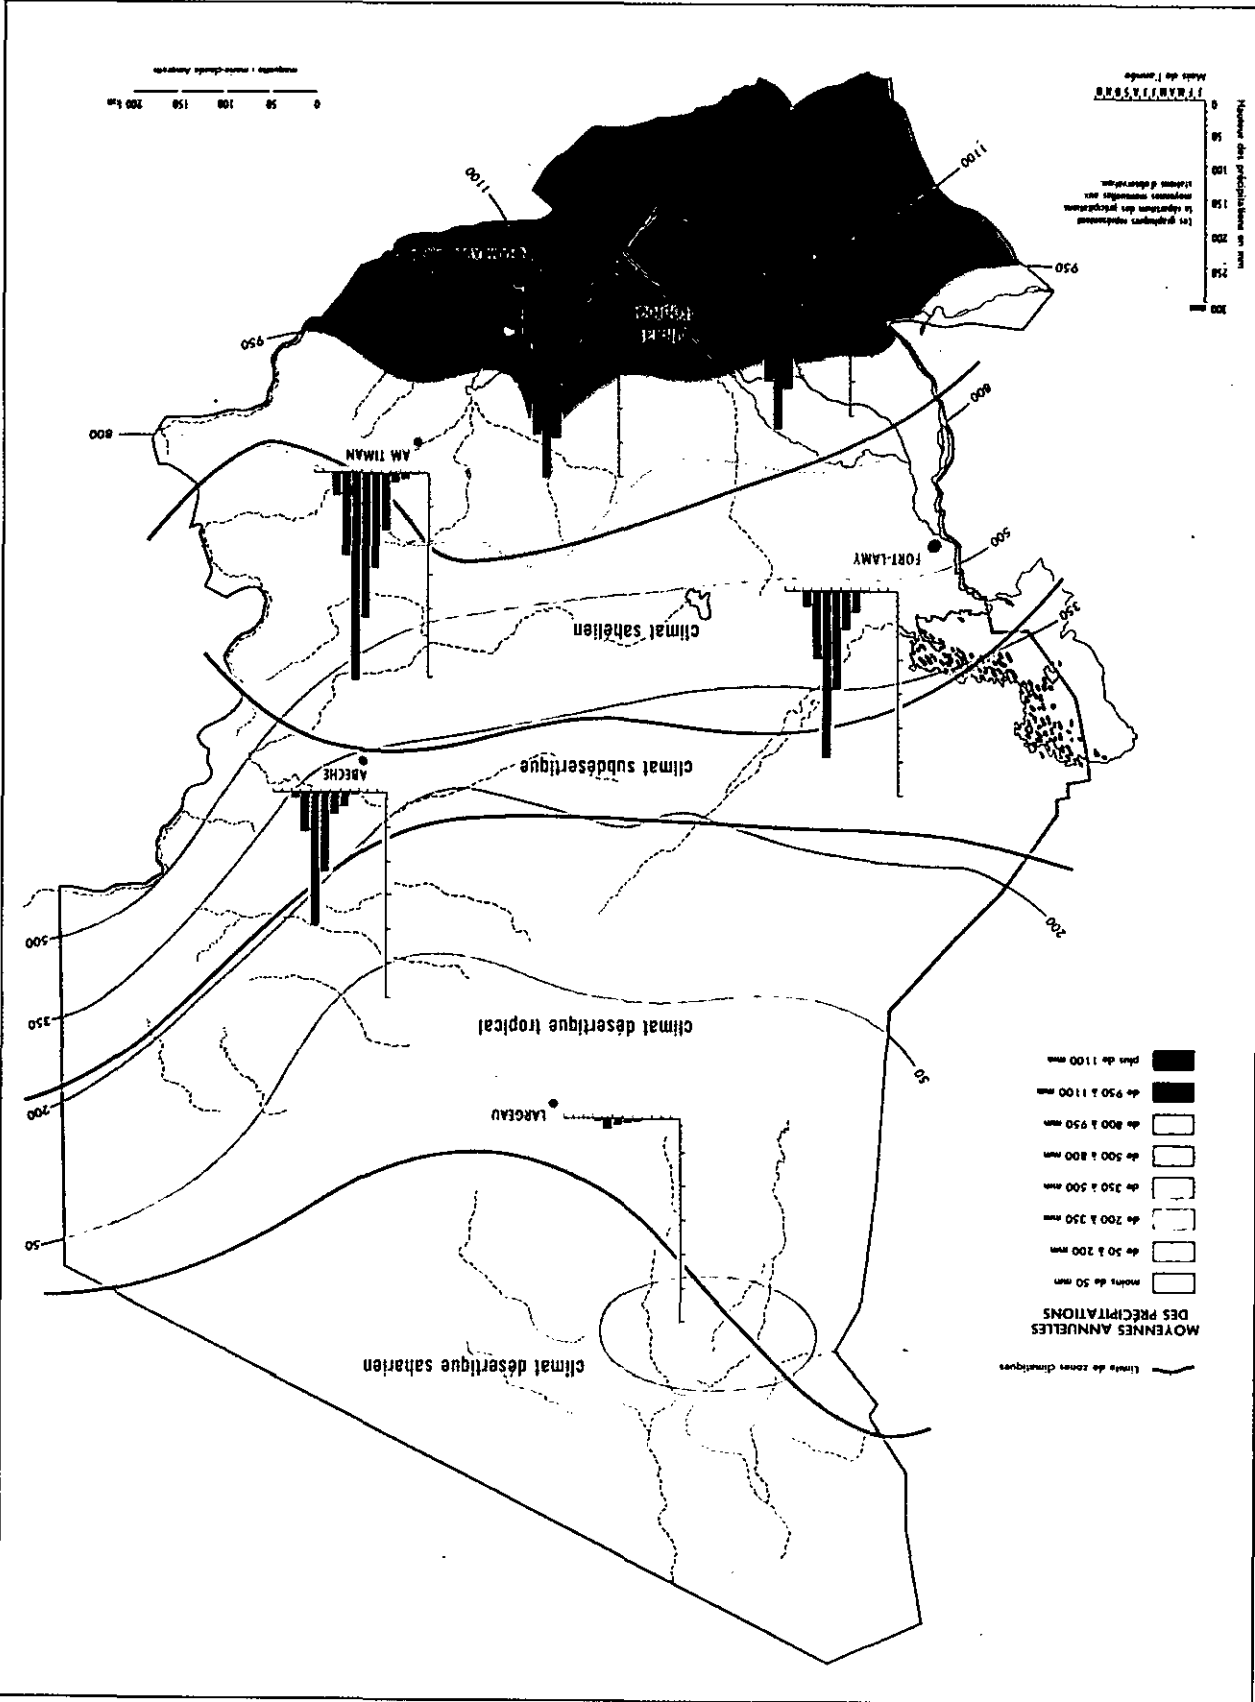 climat désertique saharien
Limite de zones climatiques
MOYENNES ANNUELLES
DES PRÉCIPITATIONS
moins de 50 mm
de 50 à 200 mm
de 200 à 350 mm
de 350 à 500 mm
de 500 à 800 mm
de 800 à 950 mm
de 950 à 1100 mm
plus de 1100 mm
50
LARGEAU
200
50
climat désertique tropical
350
200
500
ABECHE
climat subdésertique
350
climat sahélien
500
FORT-LAMY
AM TIMAN
800
800
950
climat
950
1100
1100
Hauteur des précipitations en mm
300 mm
250
200
150
100
50
0
J F M A M J J A S O N D
Mois de l'année
Les graphiques représentent
la répartition des précipitations
moyennes mensuelles aux
stations d'observation.
0 50 100 150 200 km